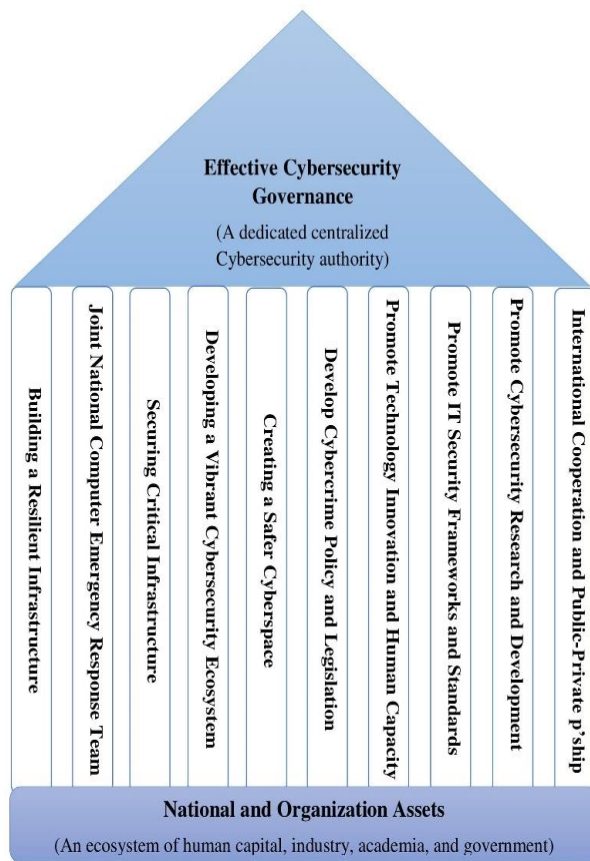 Effective Cybersecurity
Governance
(A dedicated centralized
Cybersecurity authority)
Building a Resilient Infrastructure
Joint National Computer Emergency Response Team
Securing Critical Infrastructure
Developing a Vibrant Cybersecurity Ecosystem
Creating a Safer Cyberspace
Develop Cybercrime Policy and Legislation
Promote Technology Innovation and Human Capacity
Promote IT Security Frameworks and Standards
Promote Cybersecurity Research and Development
International Cooperation and Public-Private p’ship
National and Organization Assets
(An ecosystem of human capital, industry, academia, and government)